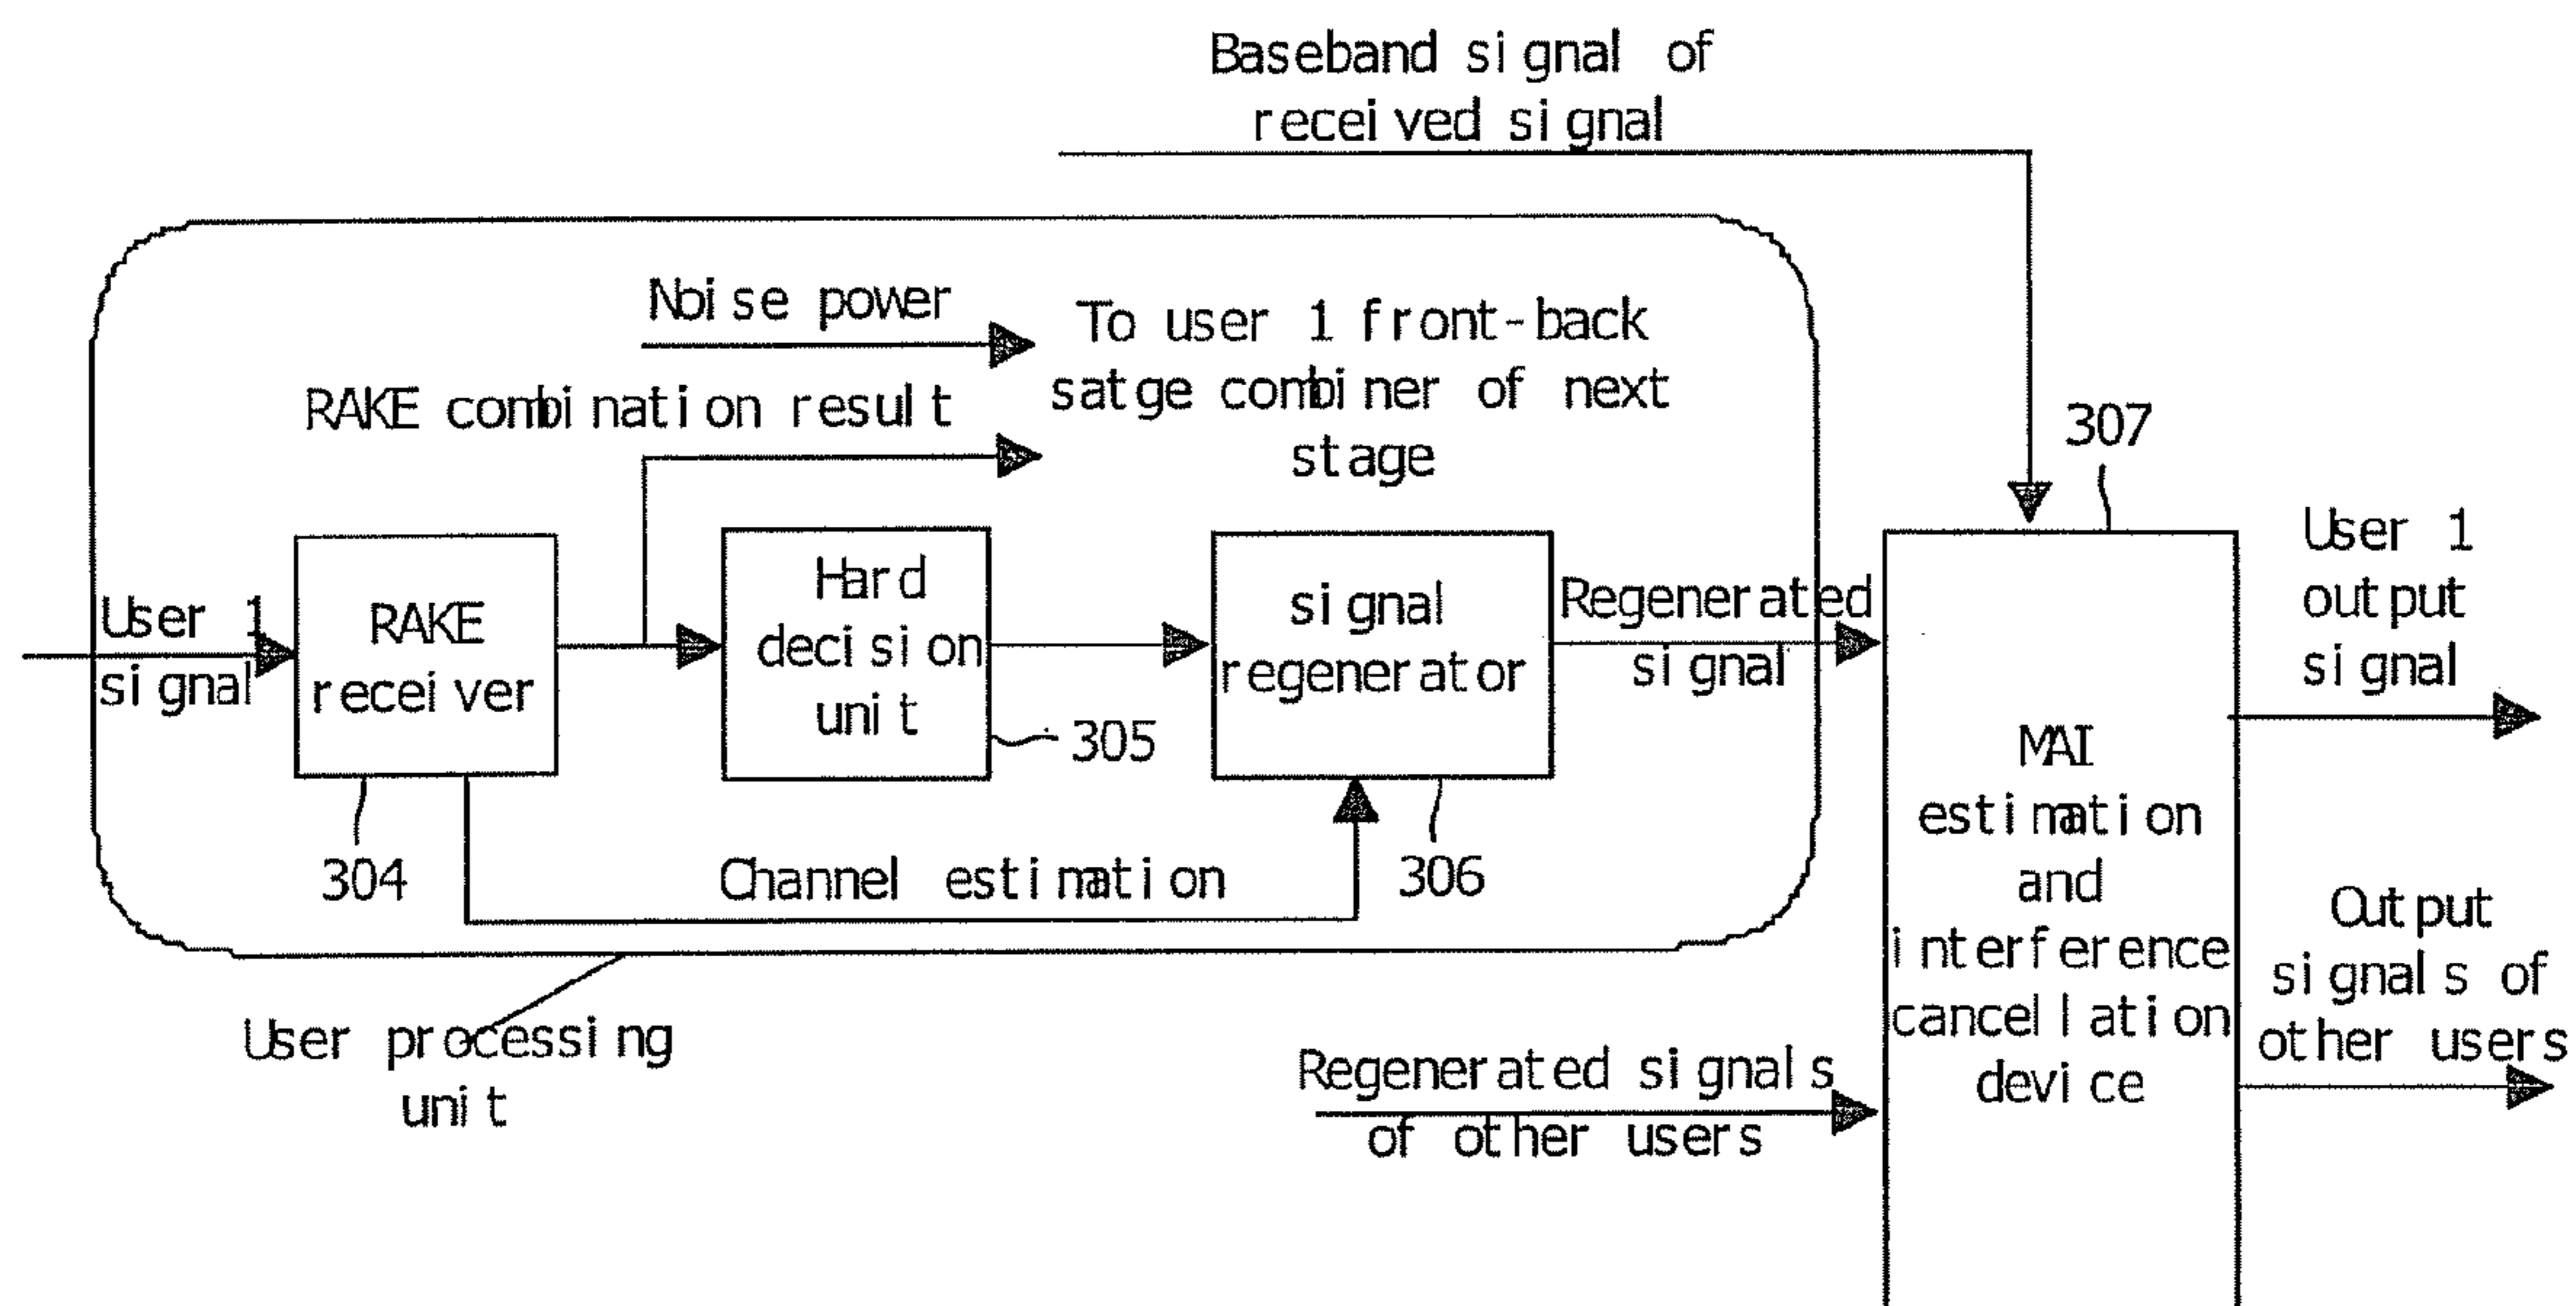 Baseband signal of
received signal
Noise power
To user 1 front-back
satge combiner of next
stage
RAKE combination result
307
User 1
signal
RAKE
receiver
Hard
decision
unit
305
signal
regenerator
Regenerated
signal
User 1
output
signal
MAI
estimation
and
interference
cancellation
device
304
Channel estimation
306
Output
signals of
other users
User processing
unit
Regenerated signals
of other users